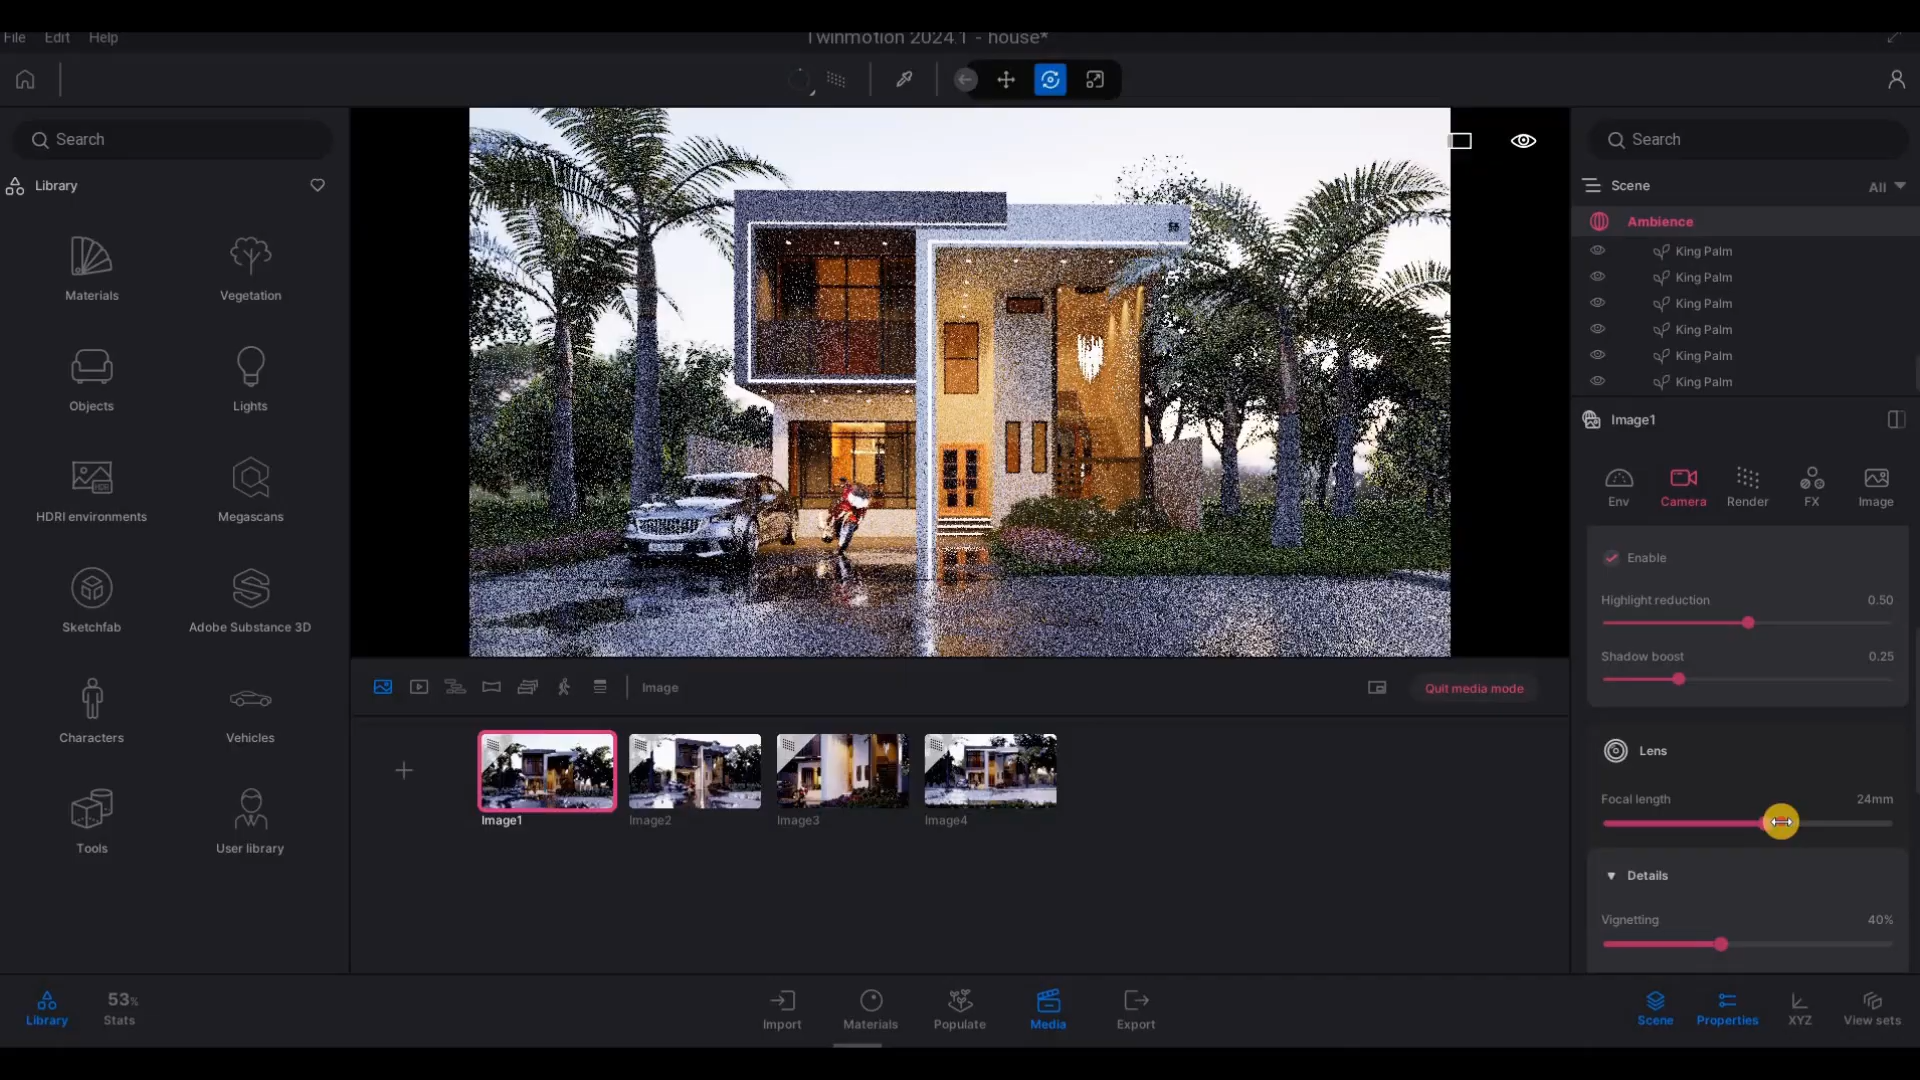 File Edit Help
Twinmotion 2024.1 - house*
Search
Library
Materials
Vegetation
Objects
Lights
HDRI environments
Megascans
Sketchfab
Adobe Substance 3D
Characters
Vehicles
Tools
User library
Image
Quit media mode
Image1
Image2
Image3
Image4
Search
Scene
All
Ambience
King Palm
King Palm
King Palm
King Palm
King Palm
King Palm
Image1
Env
Camera
Render
FX
Image
Enable
Highlight reduction 0.50
Shadow boost 0.25
Lens
Focal length 24mm
Details
Vignetting 40%
Library
53%
Stats
Import
Materials
Populate
Media
Export
Scene
Properties
XYZ
View sets